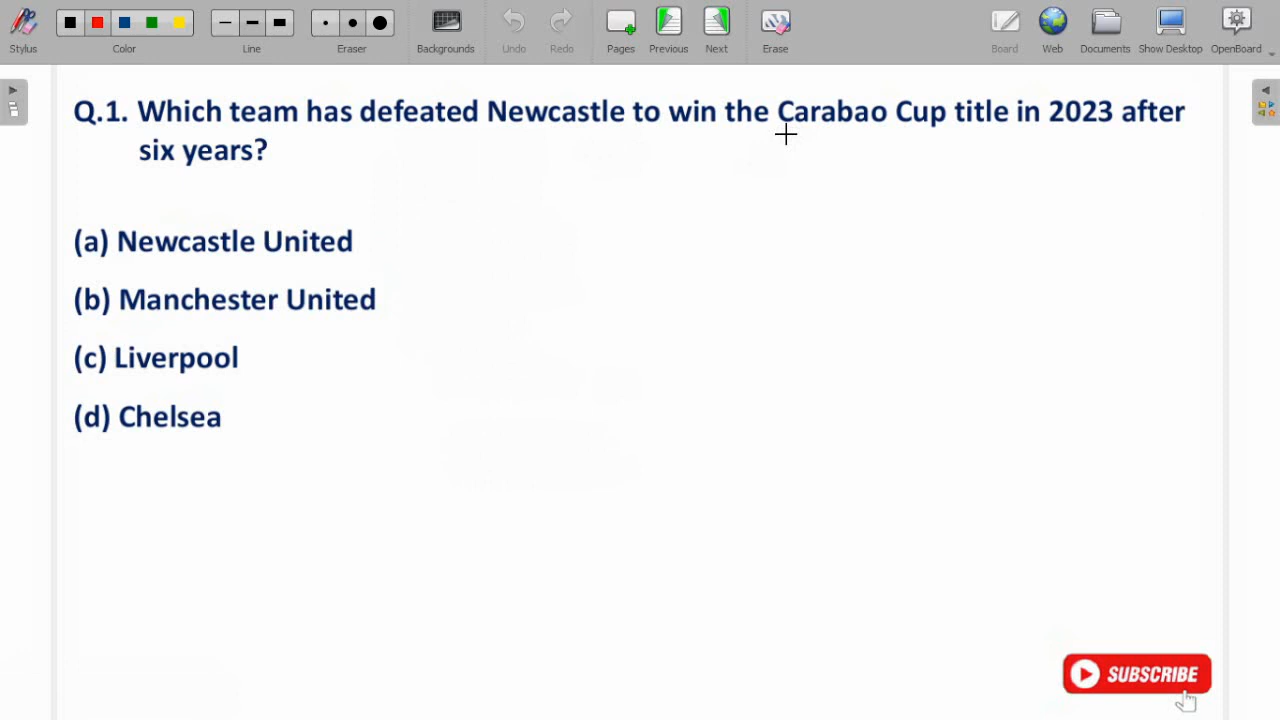 Stylus Color Line Eraser Backgrounds Undo Redo Pages Previous Next Erase Board Web Documents Show Desktop OpenBoard
Q.1. Which team has defeated Newcastle to win the Carabao Cup title in 2023 after
six years?
(a) Newcastle United
(b) Manchester United
(c) Liverpool
(d) Chelsea
SUBSCRIBE